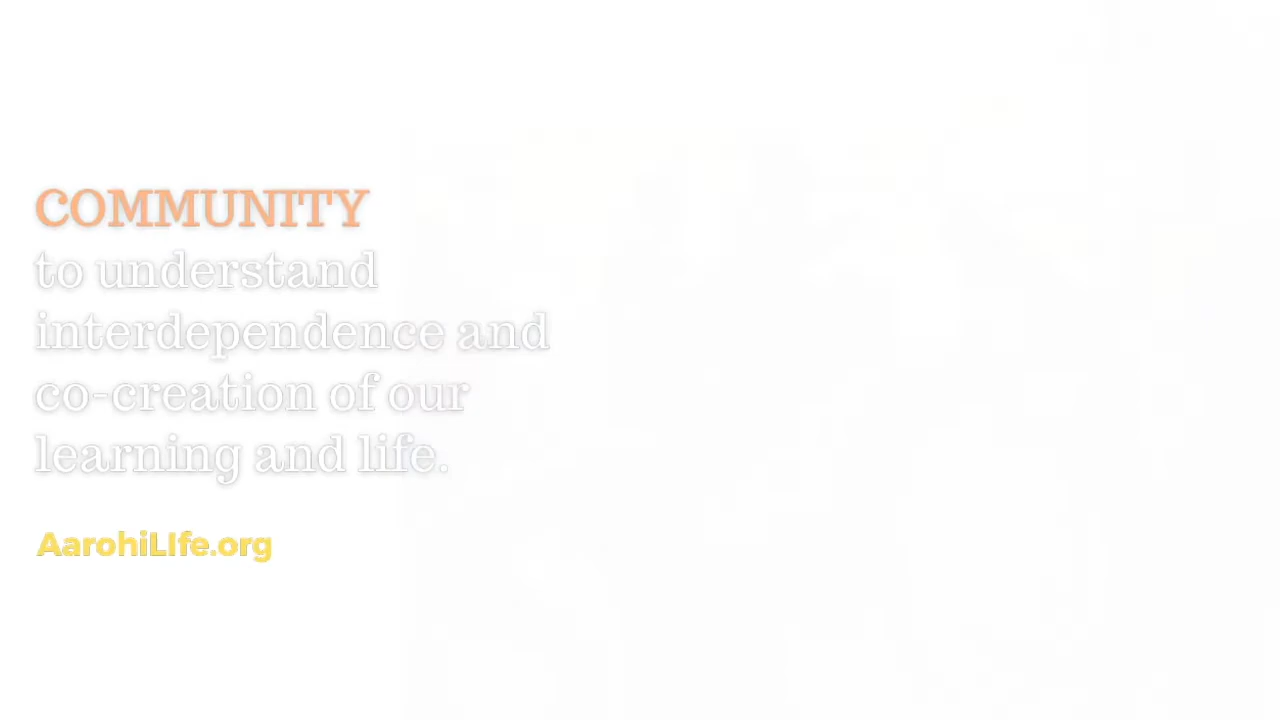 COMMUNITY
to understand
interdependence and
co-creation of our
learning and life.
AarohiLIfe.org